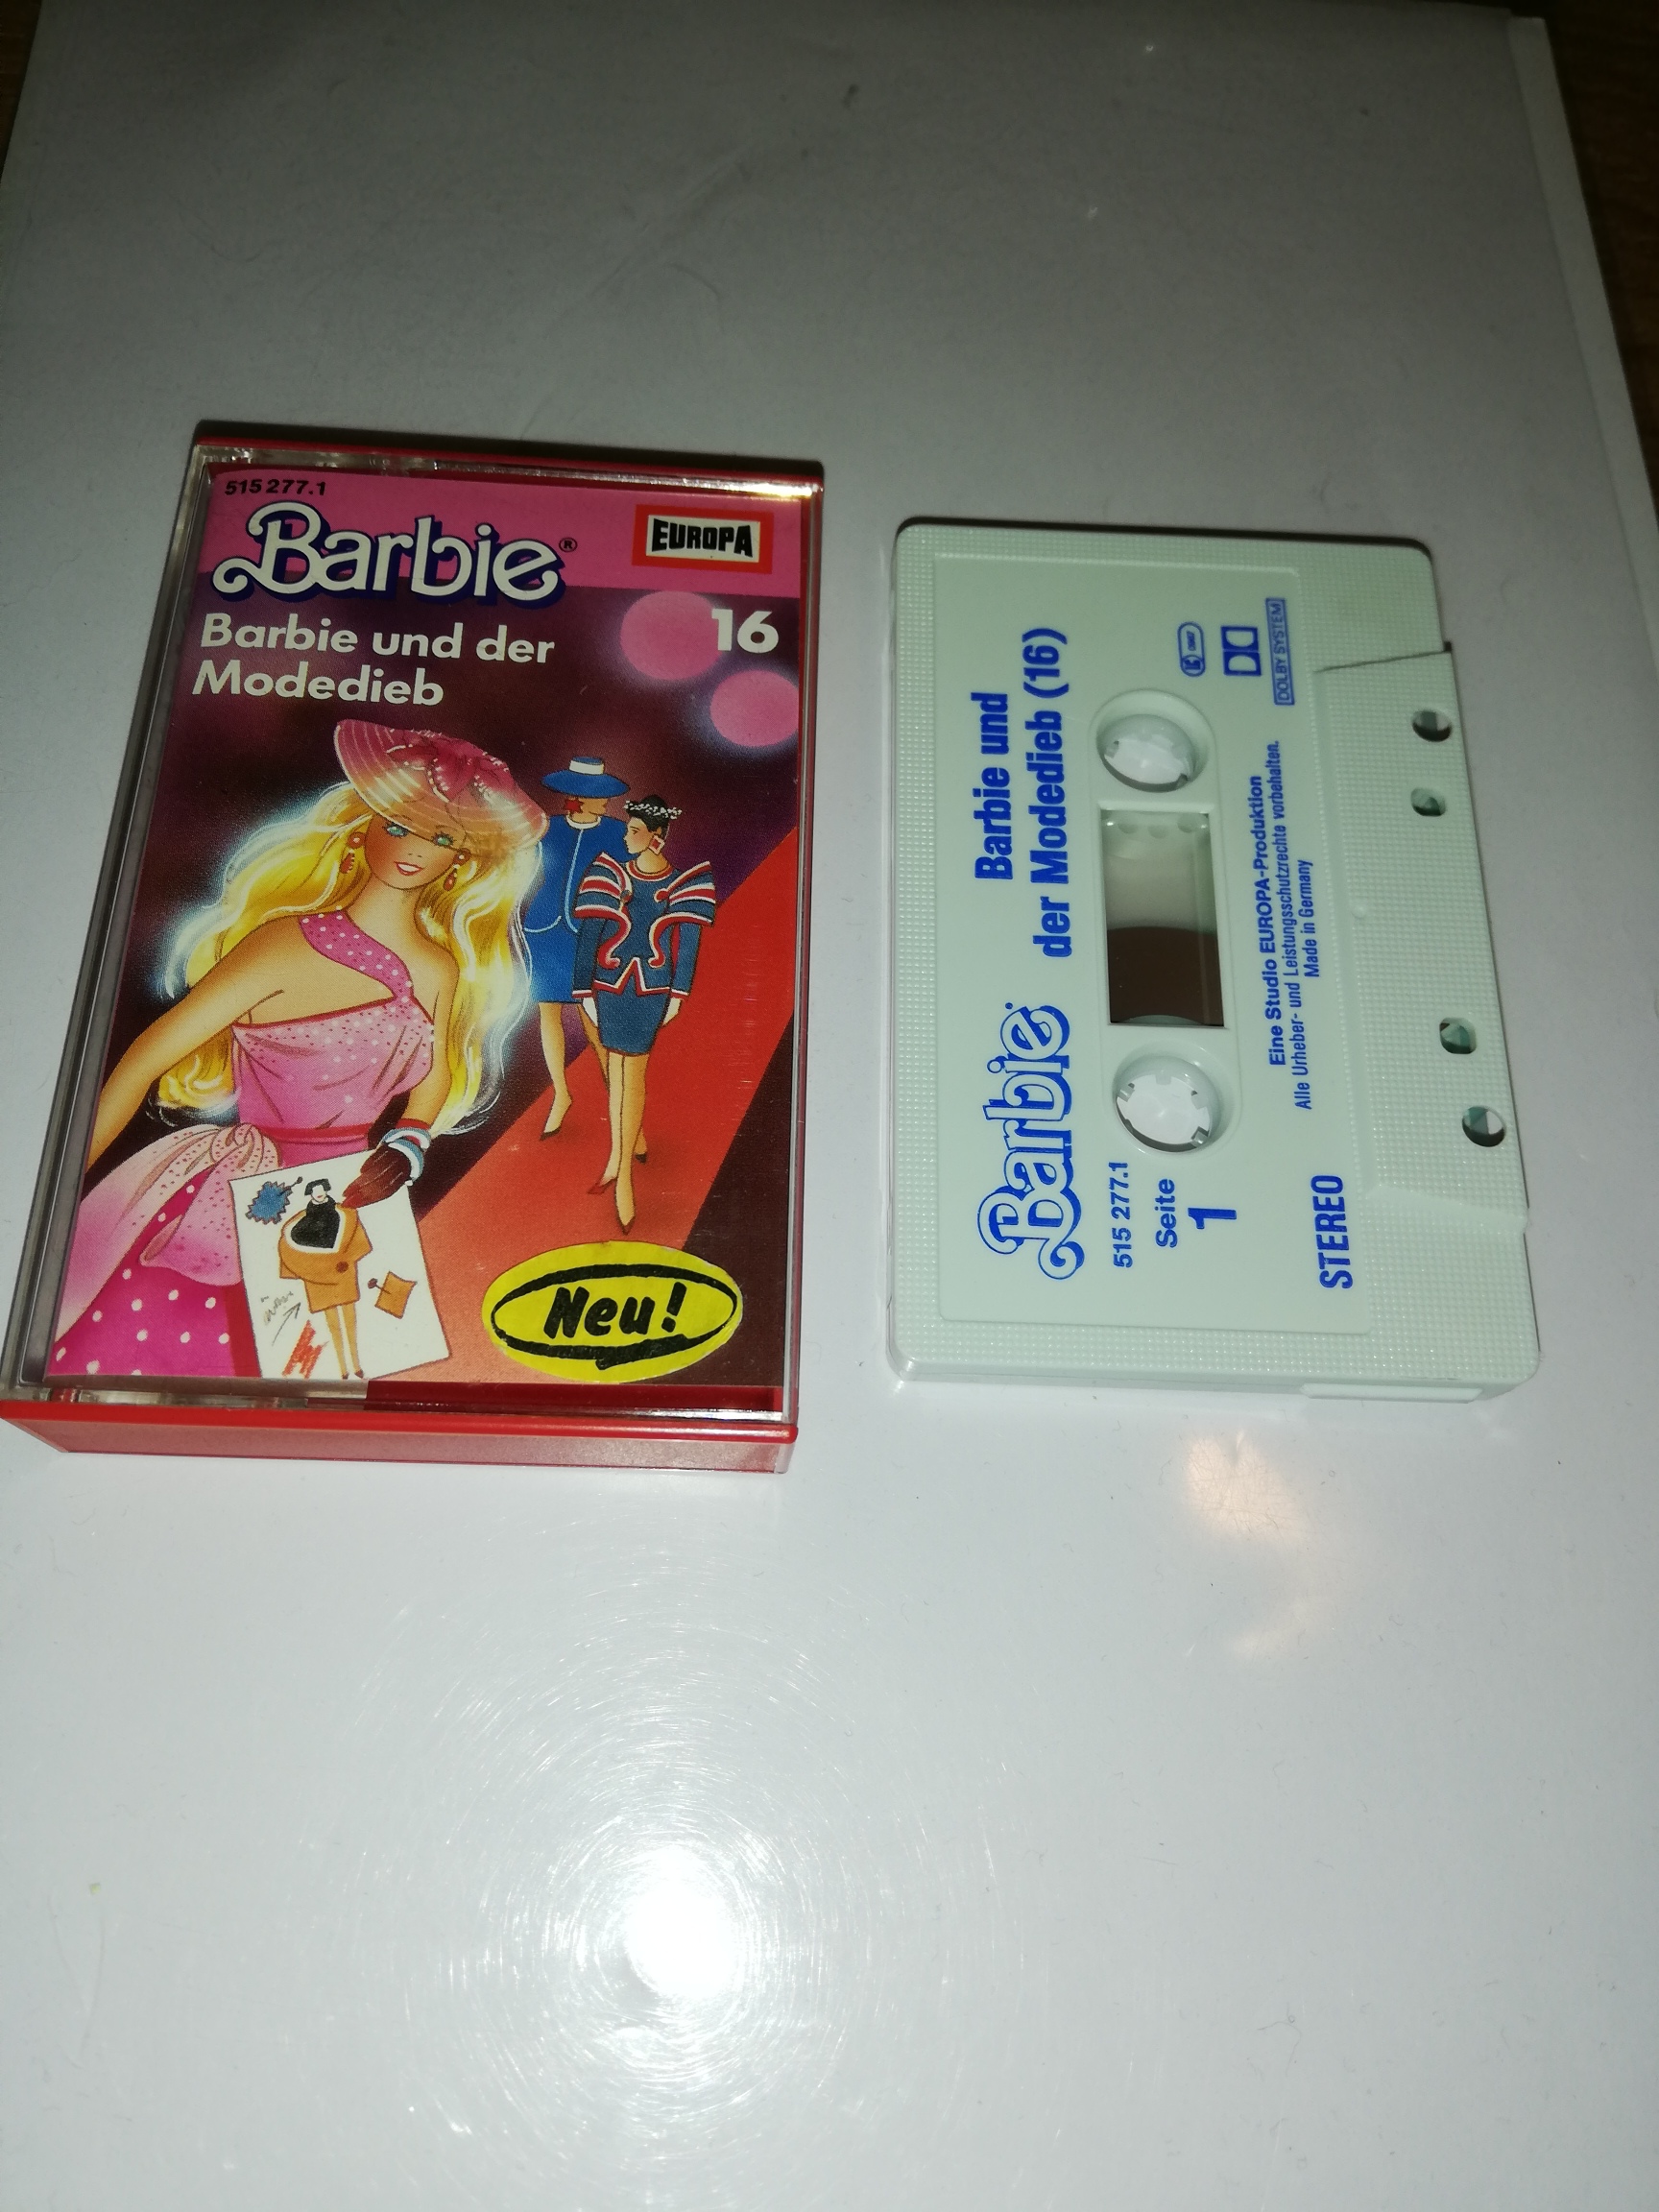 515 277.1
Barbie®
EUROPA
Barbie und der
Modedieb
16
Neu!
Barbie
Barbie und
der Modedieb (16)
515 277.1
Seite
1
DOLBY SYSTEM
Eine Studio EUROPA-Produktion
Alle Urheber- und Leistungsschutzrechte vorbehalten.
Made in Germany
STEREO